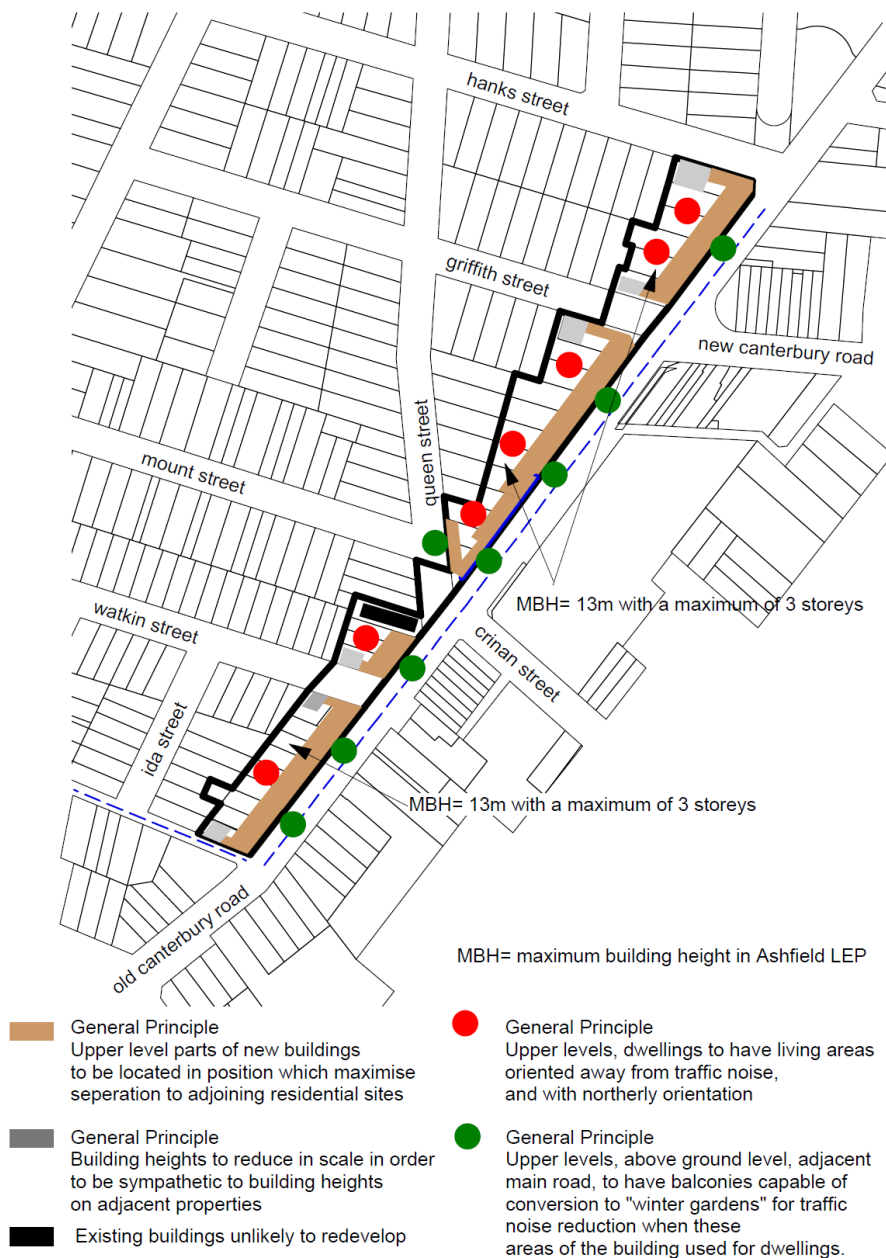 hanks street
griffith street
new canterbury road
queen street
mount street
MBH= 13m with a maximum of 3 storeys
watkin street
crinan street
ida street
MBH= 13m with a maximum of 3 storeys
old canterbury road
MBH= maximum building height in Ashfield LEP
General Principle
Upper level parts of new buildings
to be located in position which maximise
seperation to adjoining residential sites
General Principle
Upper levels, dwellings to have living areas
oriented away from traffic noise,
and with northerly orientation
General Principle
Building heights to reduce in scale in order
to be sympathetic to building heights
on adjacent properties
General Principle
Upper levels, above ground level, adjacent
main road, to have balconies capable of
conversion to "winter gardens" for traffic
noise reduction when these
areas of the building used for dwellings.
Existing buildings unlikely to redevelop